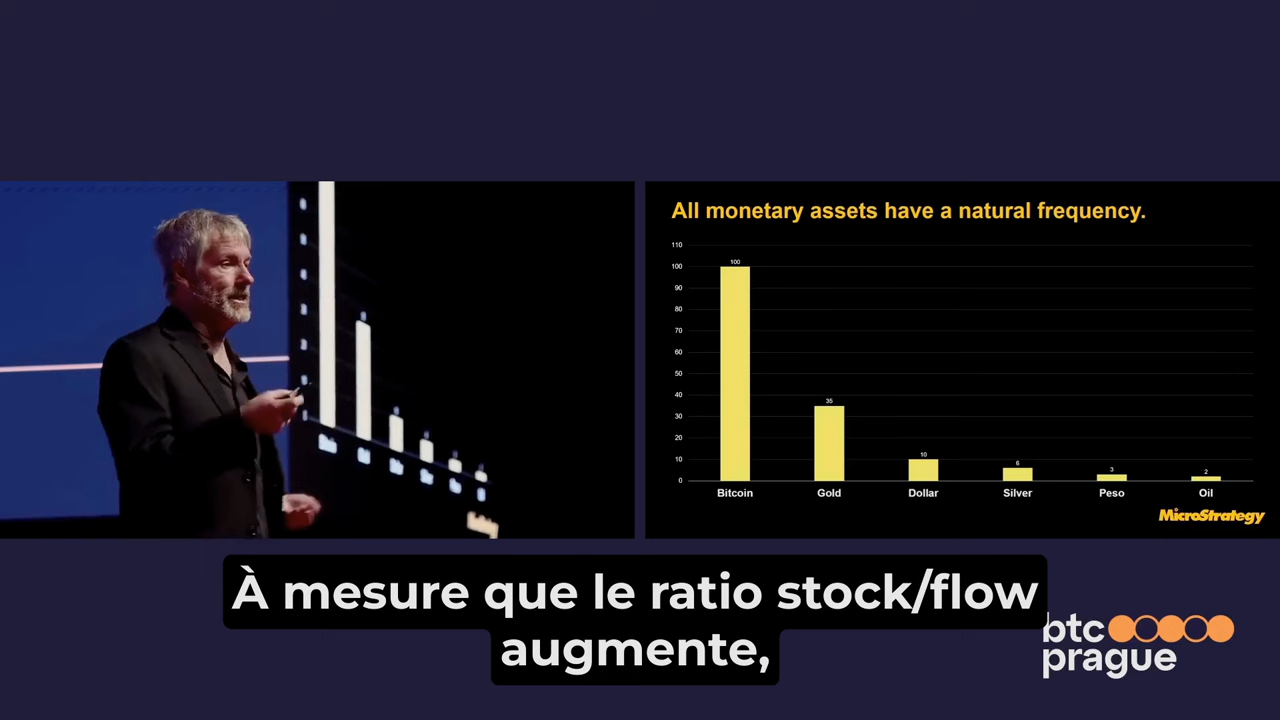 All monetary assets have a natural frequency.
110
100
90
80
70
60
50
40
30
20
10
0
100
35
10
6
3
2
Bitcoin Gold Dollar Silver Peso Oil
MicroStrategy
À mesure que le ratio stock/flow
augmente,
btc
prague